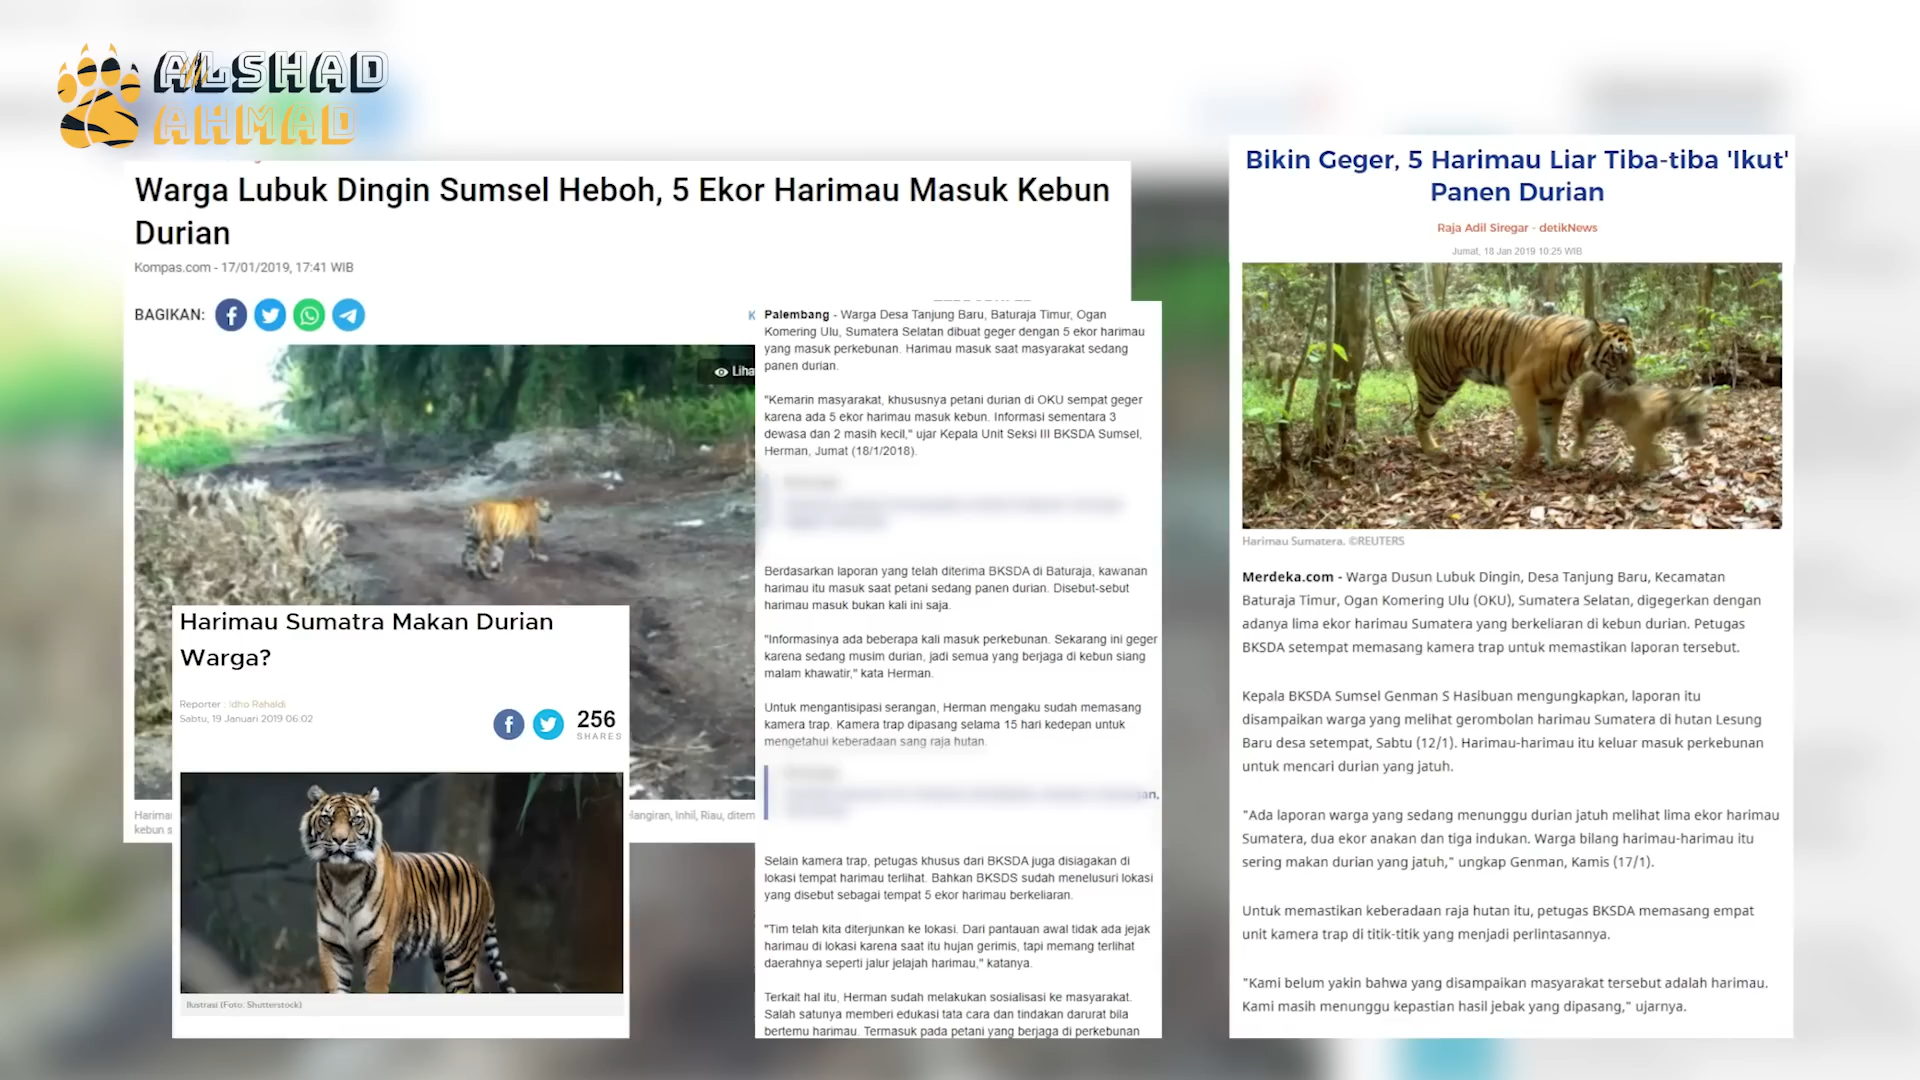 ALSHAD
AHMAD
Warga Lubuk Dingin Sumsel Heboh, 5 Ekor Harimau Masuk Kebun
Durian
Kompas.com - 17/01/2019, 17:41 WIB
BAGIKAN:
K
Liha
Harima
kebun s
langiran, Inhil, Riau, ditem
Harimau Sumatra Makan Durian
Warga?
Reporter : Idho Rahaldi
Sabtu, 19 Januari 2019 06:02
256
SHARES
Ilustrasi (Foto: Shutterstock)
Palembang - Warga Desa Tanjung Baru, Baturaja Timur, Ogan
Komering Ulu, Sumatera Selatan dibuat geger dengan 5 ekor harimau
yang masuk perkebunan. Harimau masuk saat masyarakat sedang
panen durian.
"Kemarin masyarakat, khususnya petani durian di OKU sempat geger
karena ada 5 ekor harimau masuk kebun. Informasi sementara 3
dewasa dan 2 masih kecil," ujar Kepala Unit Seksi III BKSDA Sumsel,
Herman, Jumat (18/1/2018).
Berdasarkan laporan yang telah diterima BKSDA di Baturaja, kawanan
harimau itu masuk saat petani sedang panen durian. Disebut-sebut
harimau masuk bukan kali ini saja.
"Informasinya ada beberapa kali masuk perkebunan. Sekarang ini geger
karena sedang musim durian, jadi semua yang berjaga di kebun siang
malam khawatir," kata Herman.
Untuk mengantisipasi serangan, Herman mengaku sudah memasang
kamera trap. Kamera trap dipasang selama 15 hari kedepan untuk
mengetahui keberadaan sang raja hutan.
Selain kamera trap, petugas khusus dari BKSDA juga disiagakan di
lokasi tempat harimau terlihat. Bahkan BKSDS sudah menelusuri lokasi
yang disebut sebagai tempat 5 ekor harimau berkeliaran.
"Tim telah kita diterjunkan ke lokasi. Dari pantauan awal tidak ada jejak
harimau di lokasi karena saat itu hujan gerimis, tapi memang terlihat
daerahnya seperti jalur jelajah harimau," katanya.
Terkait hal itu, Herman sudah melakukan sosialisasi ke masyarakat.
Salah satunya memberi edukasi tata cara dan tindakan darurat bila
bertemu harimau. Termasuk pada petani yang berjaga di perkebunan
Bikin Geger, 5 Harimau Liar Tiba-tiba 'Ikut'
Panen Durian
Raja Adil Siregar - detikNews
Jumat, 18 Jan 2019 10:25 WIB
Harimau Sumatera. ©REUTERS
Merdeka.com - Warga Dusun Lubuk Dingin, Desa Tanjung Baru, Kecamatan
Baturaja Timur, Ogan Komering Ulu (OKU), Sumatera Selatan, digegerkan dengan
adanya lima ekor harimau Sumatera yang berkeliaran di kebun durian. Petugas
BKSDA setempat memasang kamera trap untuk memastikan laporan tersebut.
Kepala BKSDA Sumsel Genman S Hasibuan mengungkapkan, laporan itu
disampaikan warga yang melihat gerombolan harimau Sumatera di hutan Lesung
Baru desa setempat, Sabtu (12/1). Harimau-harimau itu keluar masuk perkebunan
untuk mencari durian yang jatuh.
"Ada laporan warga yang sedang menunggu durian jatuh melihat lima ekor harimau
Sumatera, dua ekor anakan dan tiga indukan. Warga bilang harimau-harimau itu
sering makan durian yang jatuh," ungkap Genman, Kamis (17/1).
Untuk memastikan keberadaan raja hutan itu, petugas BKSDA memasang empat
unit kamera trap di titik-titik yang menjadi perlintasannya.
"Kami belum yakin bahwa yang disampaikan masyarakat tersebut adalah harimau.
Kami masih menunggu kepastian hasil jebak yang dipasang," ujarnya.